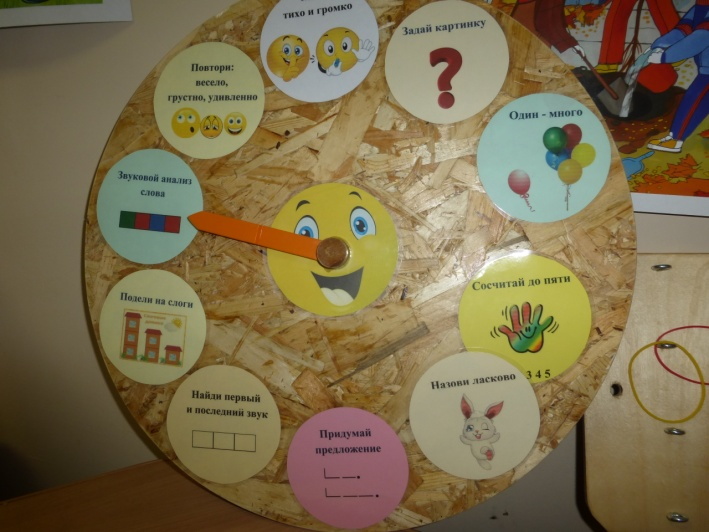 тихо и громко
Задай картинку
Один - много
Сосчитай до пяти
3 4 5
Назови ласково
Придумай
предложение
Найди первый
и последний звук
Подели на слоги
Звуковой анализ
слова
Повтори:
весело,
грустно, удивленно